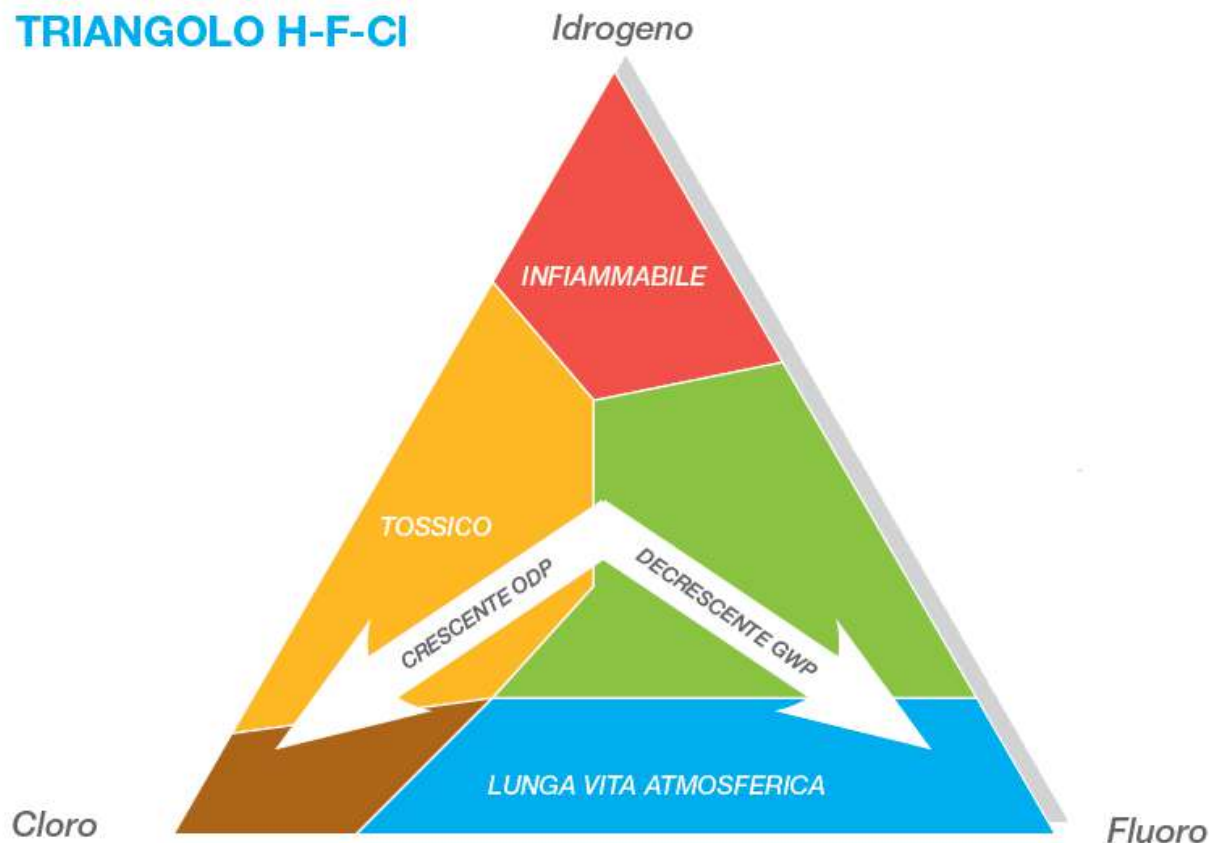 TRIANGOLO H-F-Cl
Idrogeno
INFIAMMABILE
TOSSICO
CRESCENTE ODP
DECRESCENTE GWP
LUNGA VITA ATMOSFERICA
Cloro
Fluoro